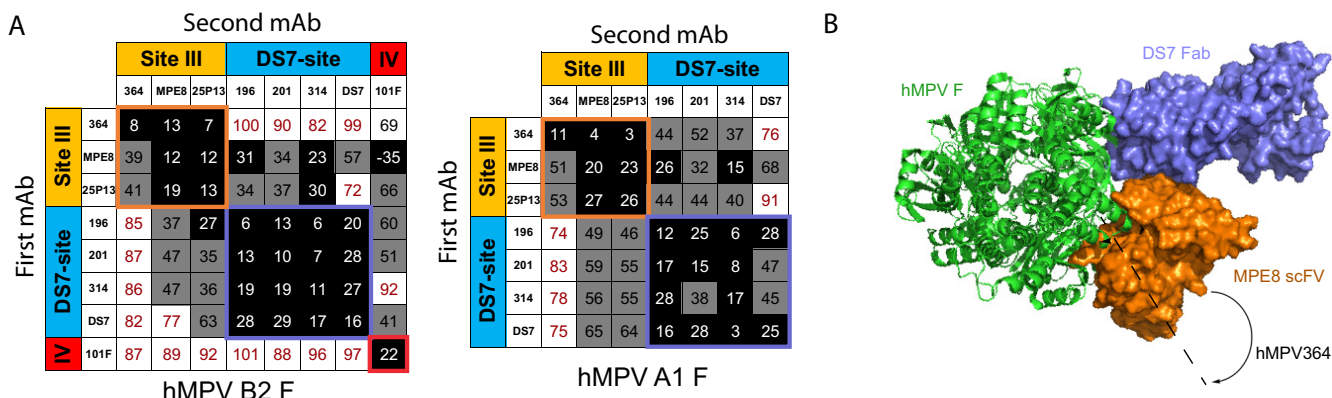 A
Second mAb
Site III DS7-site IV
364 MPE8 25P13 196 201 314 DS7 101F
First mAb
Site III
364 8 13 7 100 90 82 99 69
MPE8 39 12 12 31 34 23 57 -35
25P13 41 19 13 34 37 30 72 66
DS7-site
196 85 37 27 6 13 6 20 60
201 87 47 35 13 10 7 28 51
314 86 47 36 19 19 11 27 92
DS7 82 77 63 28 29 17 16 41
IV 101F 87 89 92 101 88 96 97 22
hMPV B2 F
Second mAb
Site III DS7-site
364 MPE8 25P13 196 201 314 DS7
First mAb
Site III
364 11 4 3 44 52 37 76
MPE8 51 20 23 26 32 15 68
25P13 53 27 26 44 44 40 91
DS7-site
196 74 49 46 12 25 6 28
201 83 59 55 17 15 8 47
314 78 56 55 28 38 17 45
DS7 75 65 64 16 28 3 25
hMPV A1 F
B
DS7 Fab
hMPV F
MPE8 scFV
hMPV364